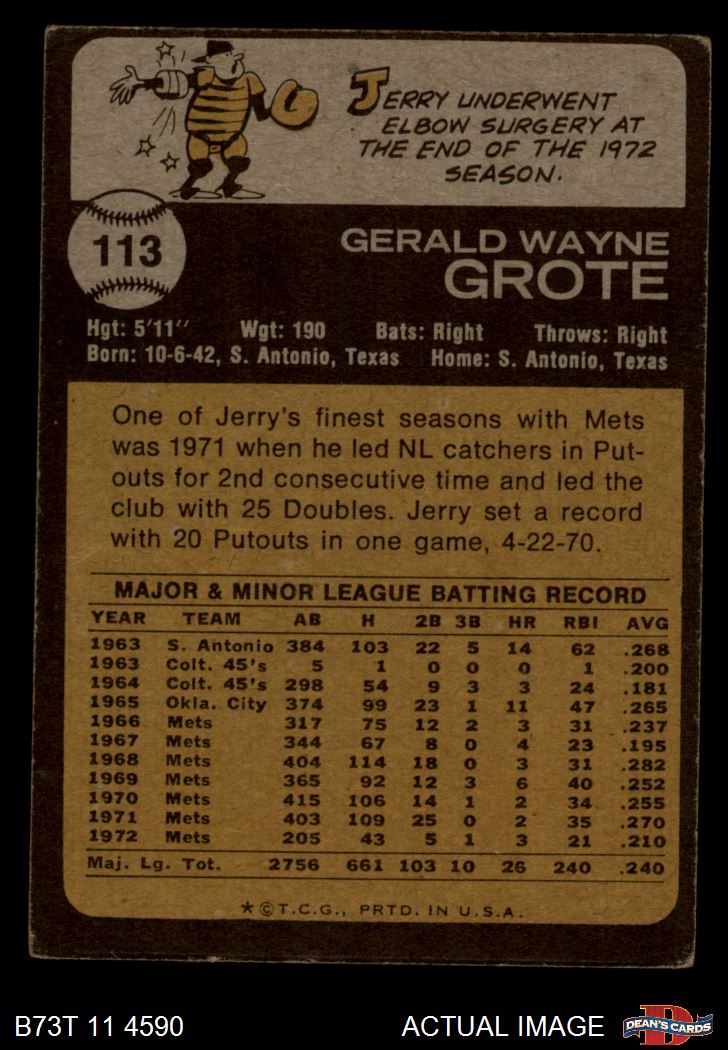 JERRY UNDERWENT
ELBOW SURGERY AT
THE END OF THE 1972
SEASON.
113
GERALD WAYNE
GROTE
Hgt: 5'11" Wgt: 190 Bats: Right Throws: Right
Born: 10-6-42, S. Antonio, Texas Home: S. Antonio, Texas
One of Jerry's finest seasons with Mets
was 1971 when he led NL catchers in Put-
outs for 2nd consecutive time and led the
club with 25 Doubles. Jerry set a record
with 20 Putouts in one game, 4-22-70.
MAJOR & MINOR LEAGUE BATTING RECORD
YEAR TEAM AB H 2B 3B HR RBI AVG
1963 S. Antonio 384 103 22 5 14 62 .268
1963 Colt. 45's 5 1 0 0 0 1 .200
1964 Colt. 45's 298 54 9 3 3 24 .181
1965 Okla. City 374 99 23 1 11 47 .265
1966 Mets 317 75 12 2 3 31 .237
1967 Mets 344 67 8 0 4 23 .195
1968 Mets 404 114 18 0 3 31 .282
1969 Mets 365 92 12 3 6 40 .252
1970 Mets 415 106 14 1 2 34 .255
1971 Mets 403 109 25 0 2 35 .270
1972 Mets 205 43 5 1 3 21 .210
Maj. Lg. Tot. 2756 661 103 10 26 240 .240
*©T.C.G., PRTD. IN U.S.A.
B73T 11 4590 ACTUAL IMAGE D DEAN'S CARDS